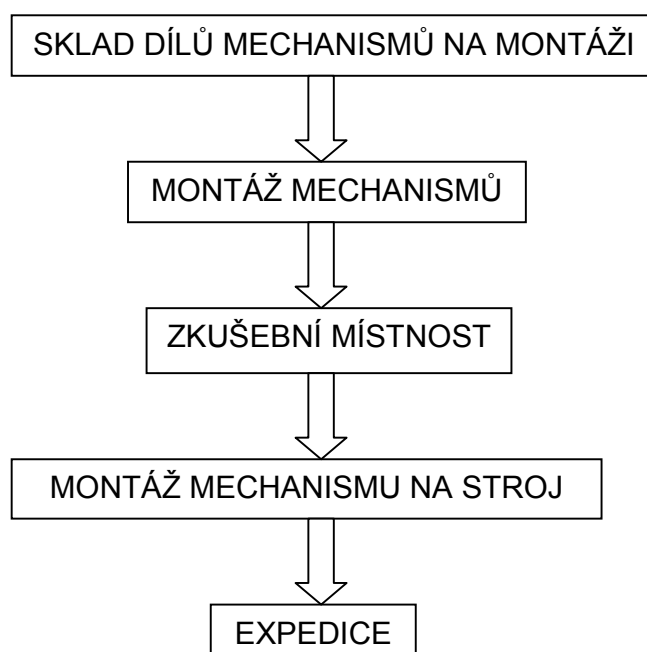 SKLAD DÍLŮ MECHANISMŮ NA MONTÁŽI
MONTÁŽ MECHANISMŮ
ZKUŠEBNÍ MÍSTNOST
MONTÁŽ MECHANISMU NA STROJ
EXPEDICE